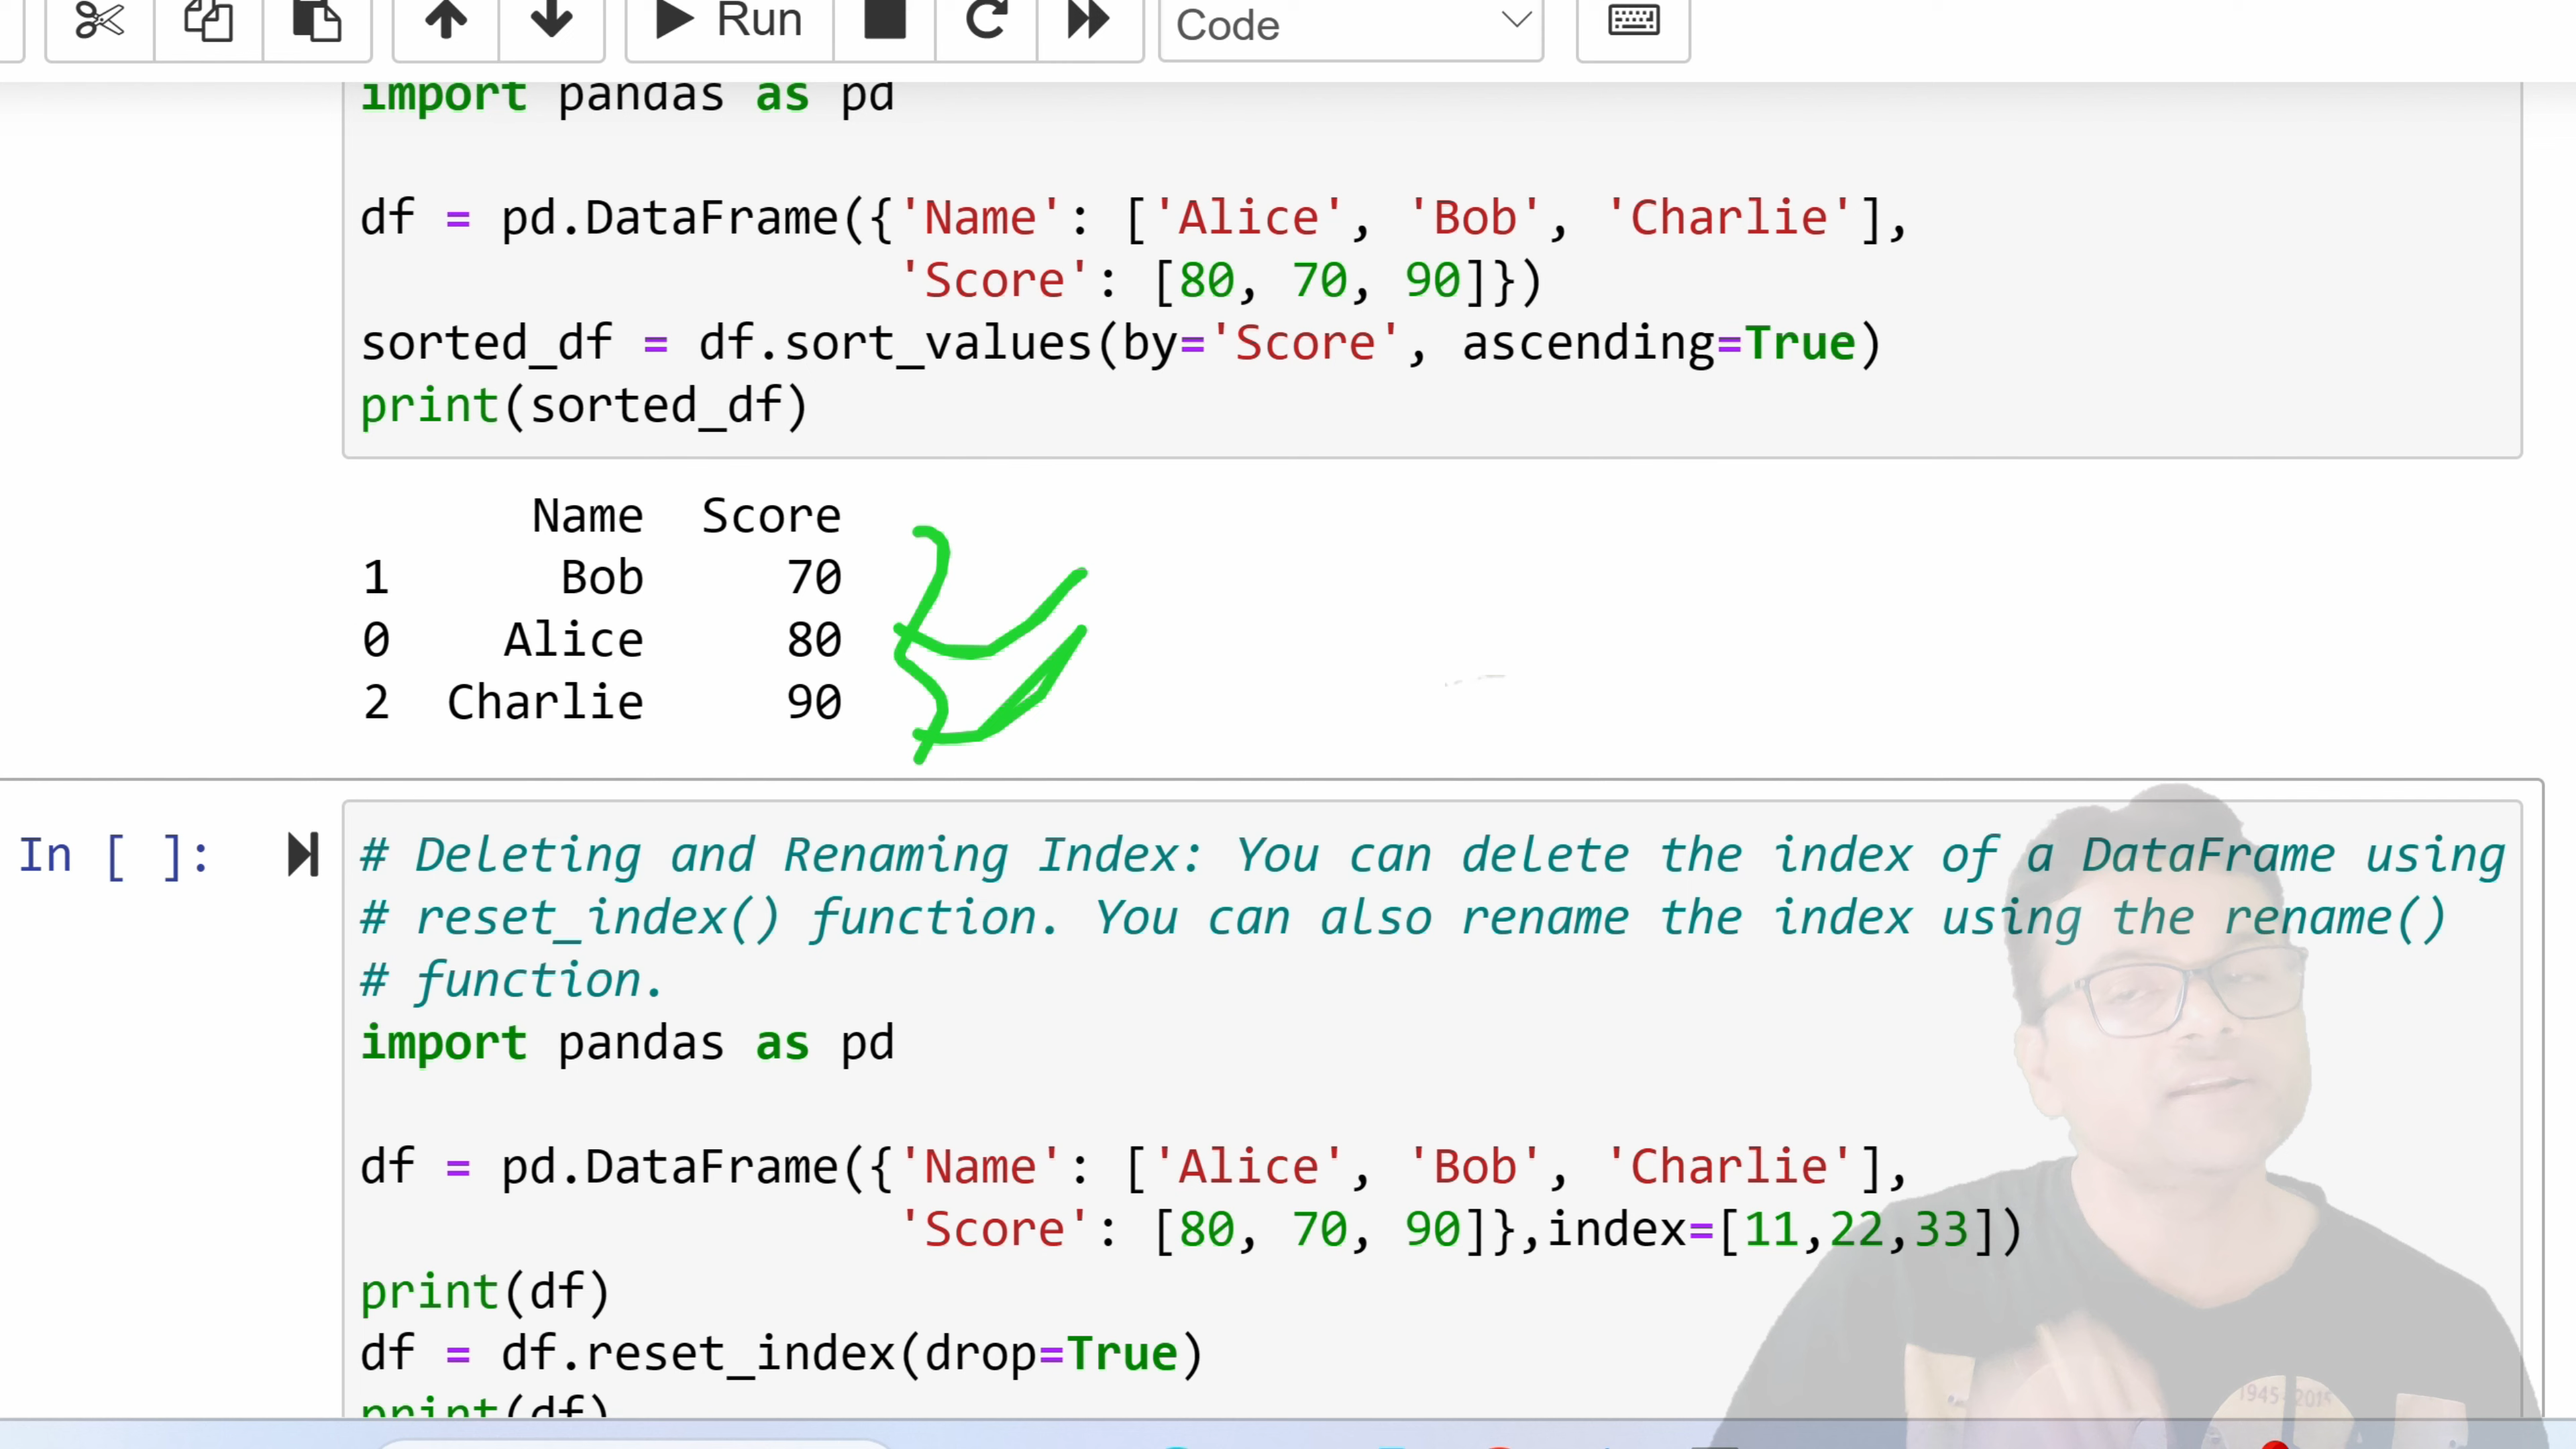 Run Code
import pandas as pd
df = pd.DataFrame({'Name': ['Alice', 'Bob', 'Charlie'],
'Score': [80, 70, 90]})
sorted_df = df.sort_values(by='Score', ascending=True)
print(sorted_df)
Name Score
1 Bob 70
0 Alice 80
2 Charlie 90
In [ ]:
# Deleting and Renaming Index: You can delete the index of a DataFrame using
# reset_index() function. You can also rename the index using the rename()
# function.
import pandas as pd
df = pd.DataFrame({'Name': ['Alice', 'Bob', 'Charlie'],
'Score': [80, 70, 90]},index=[11,22,33])
print(df)
df = df.reset_index(drop=True)
print(df)
1945 2015